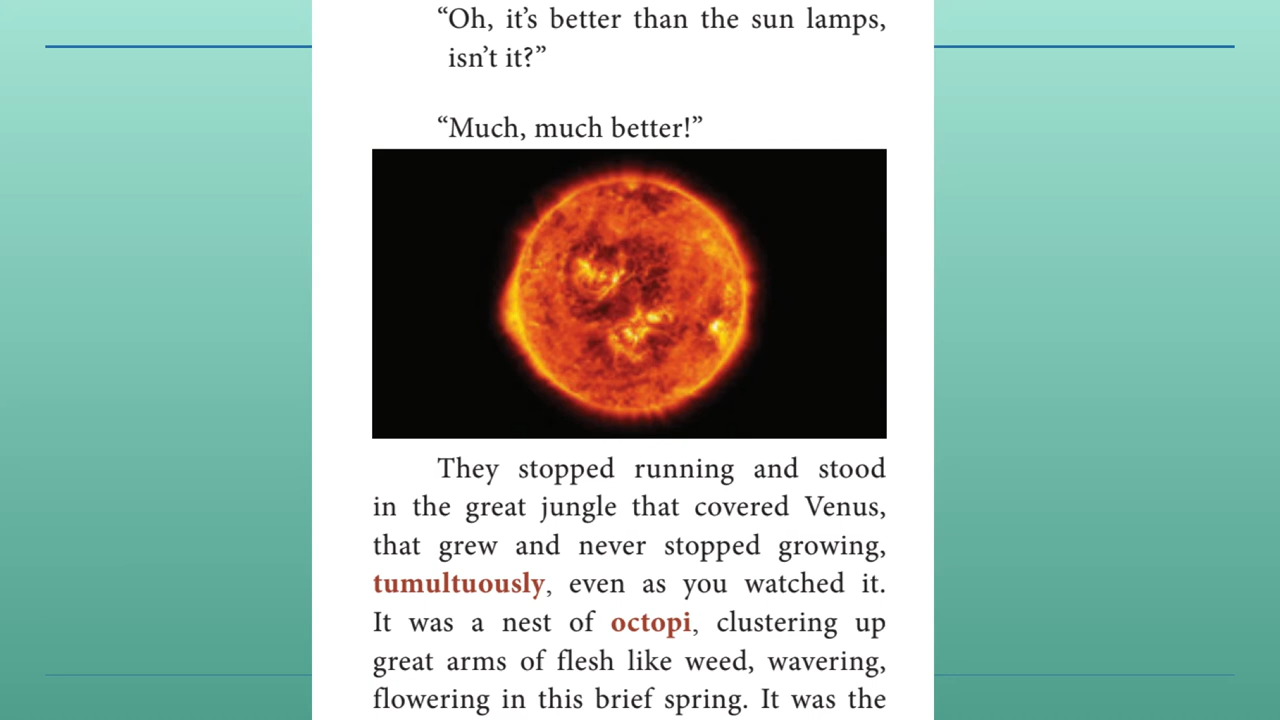 “Oh, it’s better than the sun lamps,
isn’t it?”
“Much, much better!”
They stopped running and stood
in the great jungle that covered Venus,
that grew and never stopped growing,
tumultuously, even as you watched it.
It was a nest of octopi, clustering up
great arms of flesh like weed, wavering,
flowering in this brief spring. It was the